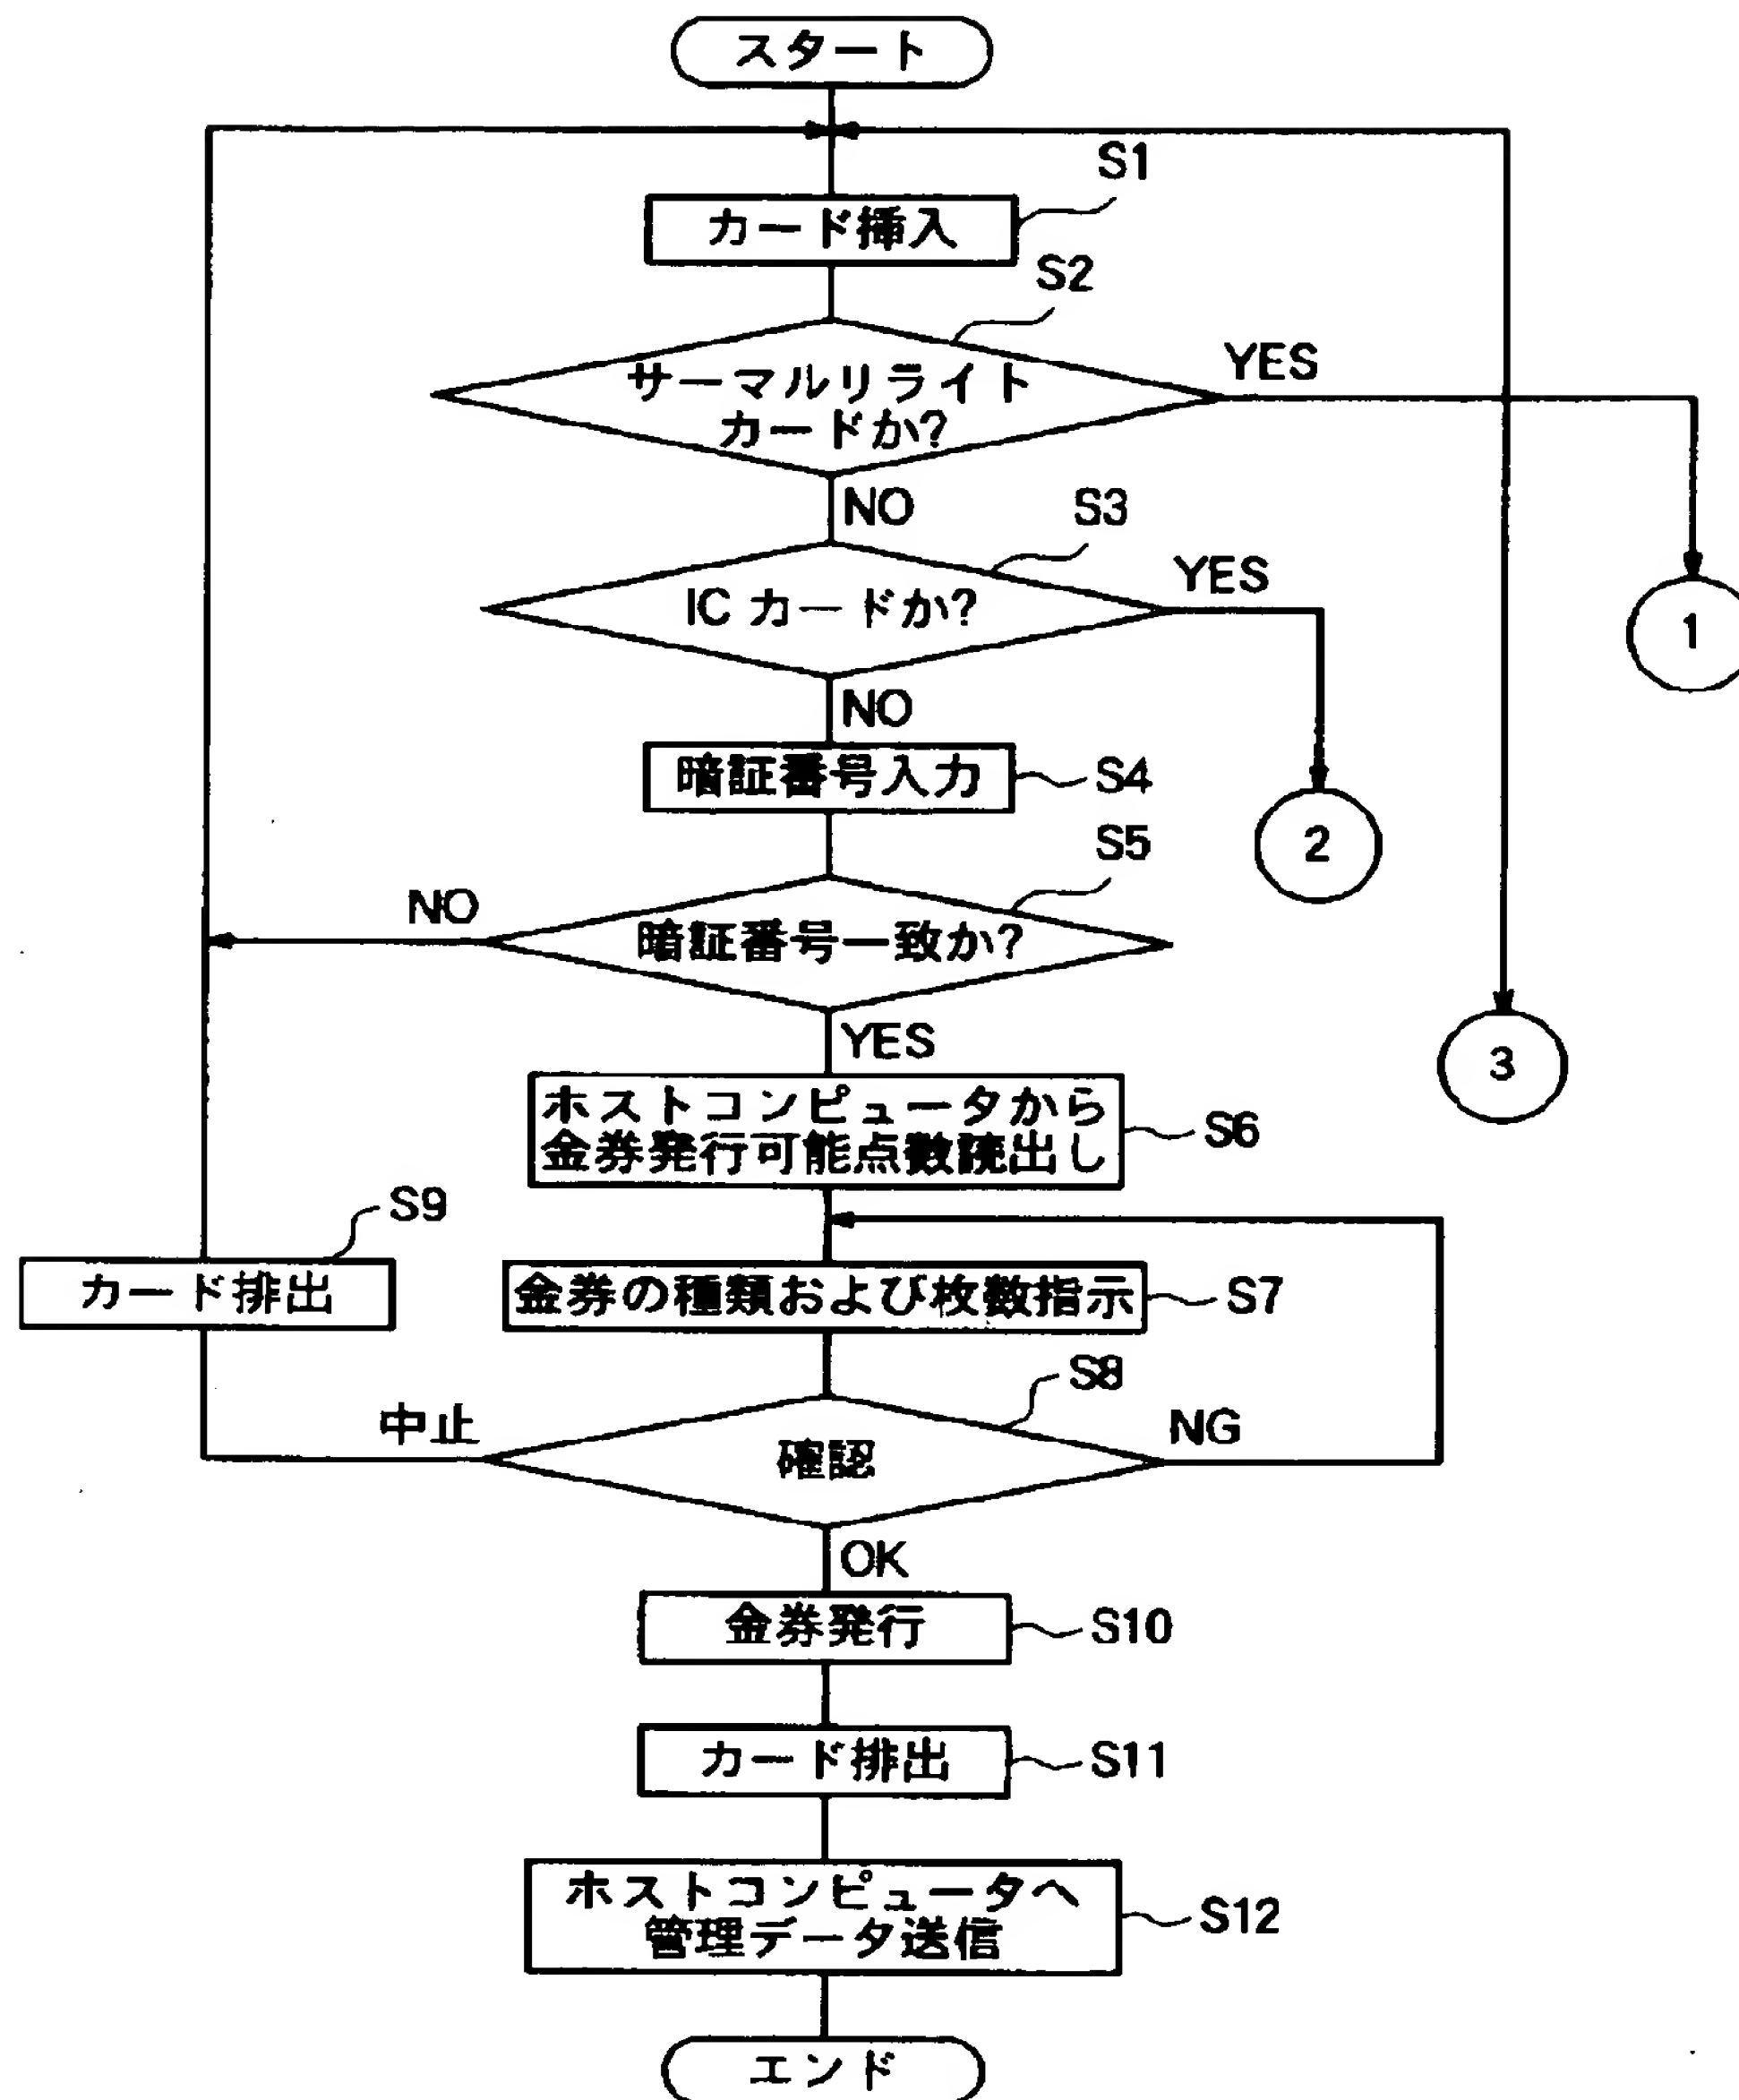 スタート
S1
カード挿入
S2
サーマルリライト
カードか?
YES
NO
S3
ICカードか?
YES
1
NO
暗証番号入力
S4
2
S5
NO
暗証番号一致か?
YES
3
ホストコンピュータから
金券発行可能点数読出し
S6
S9
カード排出
金券の種類および枚数指示
S7
S8
中止
確認
NG
OK
金券発行
S10
カード排出
S11
ホストコンピュータへ
管理データ送信
S12
エンド